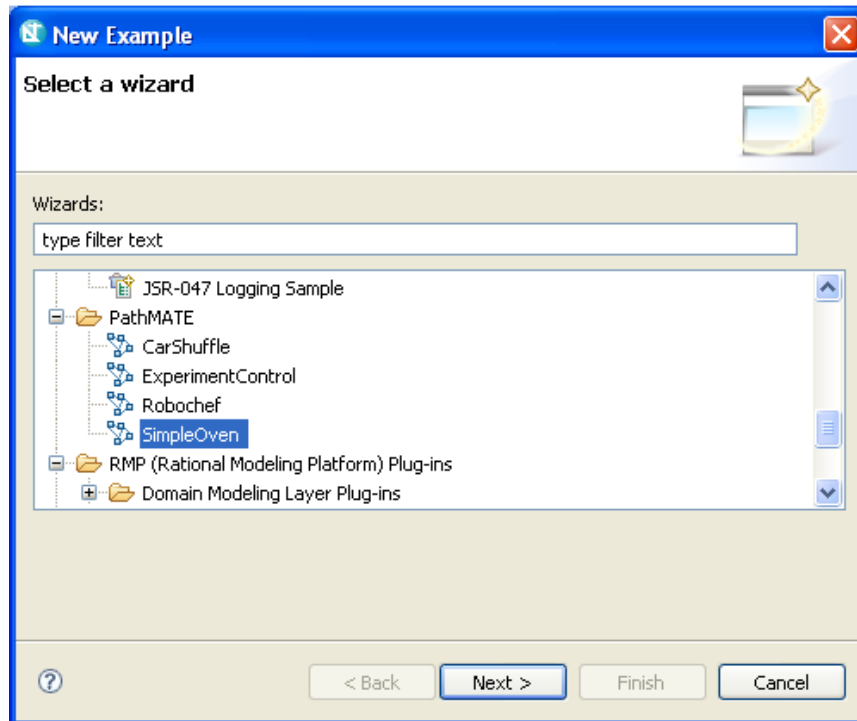 New Example
Select a wizard
Wizards:
type filter text
JSR-047 Logging Sample
PathMATE
CarShuffle
ExperimentControl
Robochef
SimpleOven
RMP (Rational Modeling Platform) Plug-ins
Domain Modeling Layer Plug-ins
? < Back Next > Finish Cancel